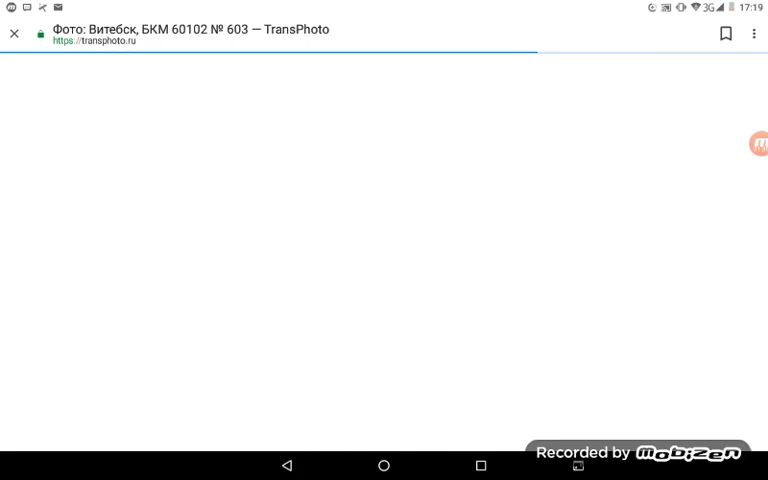 3G 17:19
Фото: Витебск, БКМ 60102 № 603 — TransPhoto
https://transphoto.ru
Recorded by mobizen